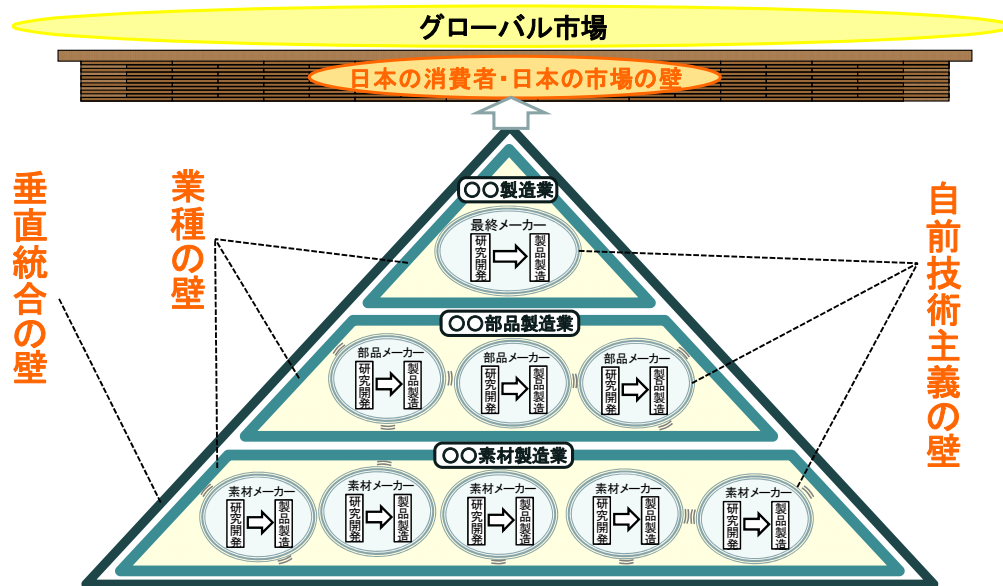 グローバル市場
日本の消費者・日本の市場の壁
垂直統合の壁
業種の壁
自前技術主義の壁
〇〇製造業
最終メーカー
研究開発
製品製造
〇〇部品製造業
部品メーカー
研究開発
製品製造
部品メーカー
研究開発
製品製造
部品メーカー
研究開発
製品製造
〇〇素材製造業
素材メーカー
研究開発
製品製造
素材メーカー
研究開発
製品製造
素材メーカー
研究開発
製品製造
素材メーカー
研究開発
製品製造
素材メーカー
研究開発
製品製造